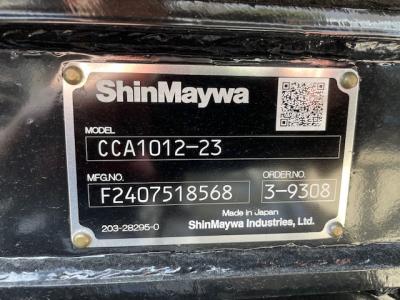 ShinMaywa
MODEL
CCA1012-23
MFG.NO. ORDER.NO.
F2407518568 3-9308
Made in Japan
203-28295-0 ShinMaywa Industries, Ltd.